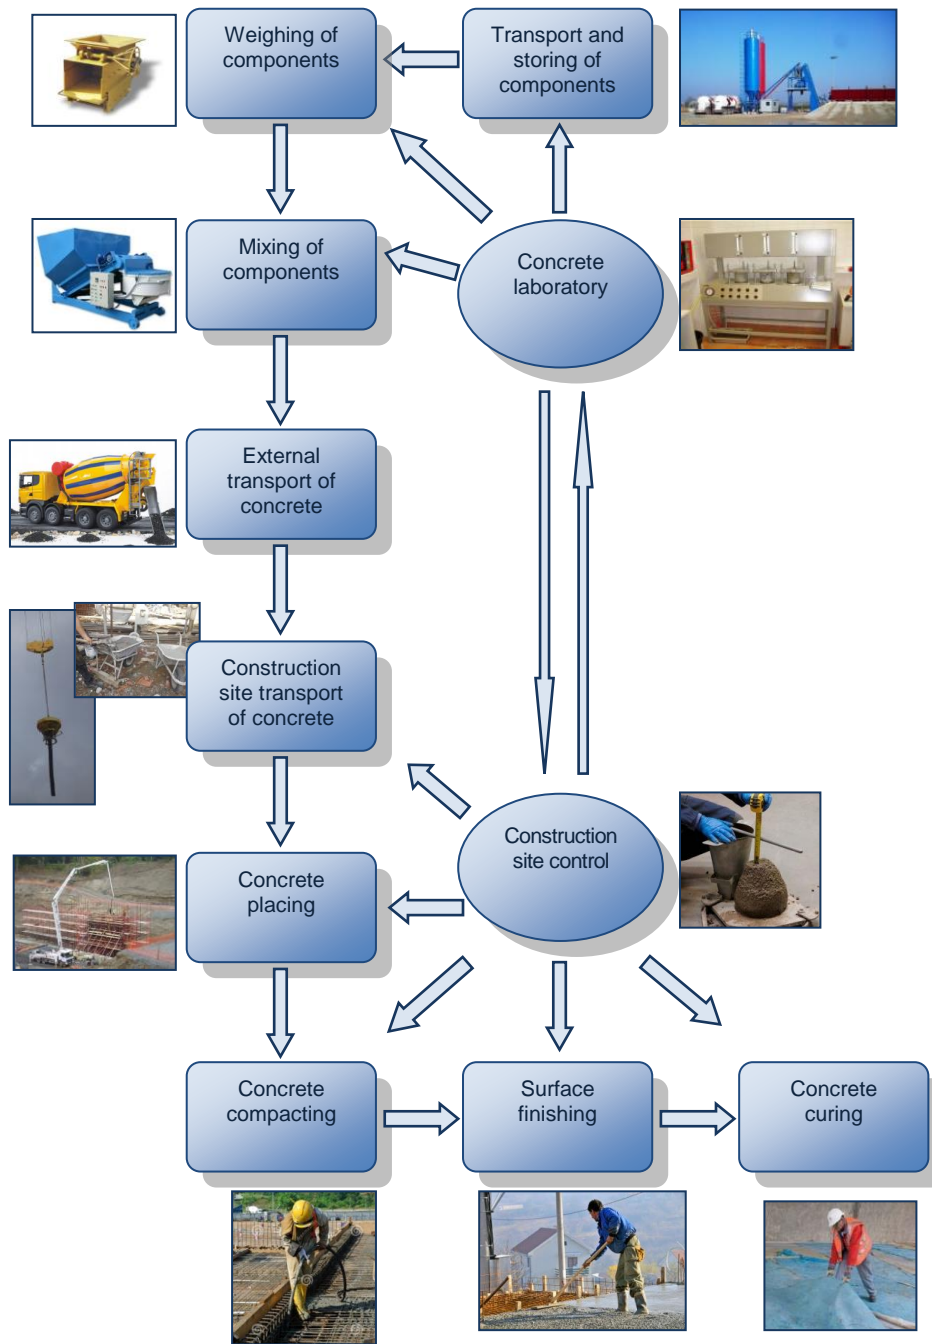 Weighing of
components
Transport and
storing of
components
Mixing of
components
Concrete
laboratory
External
transport of
concrete
Construction
site transport
of concrete
Construction
site control
Concrete
placing
Concrete
compacting
Surface
finishing
Concrete
curing